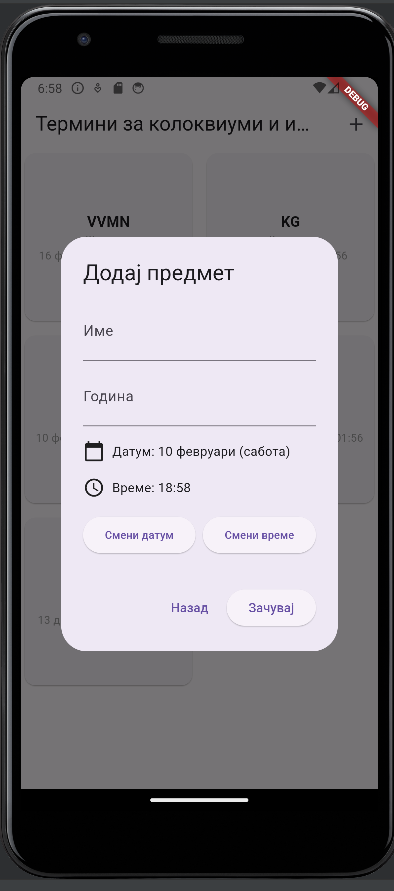 6:58
DEBUG
Термини за колоквиуми и и...
+
VVMN
KG
16 ф
56
Додај предмет
Име
Година
10 ф
01:56
Датум: 10 февруари (сабота)
Време: 18:58
Смени датум
Смени време
13 д
Назад
Зачувај